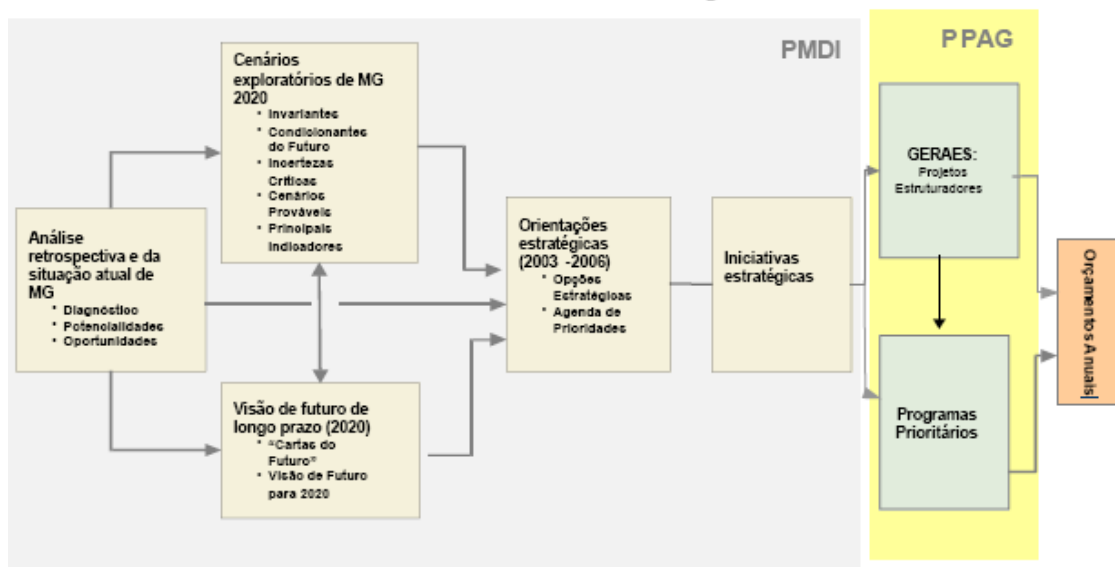 PMDI
PPAG
Análise
retrospectiva e da
situação atual de
MG
• Diagnóstico
• Potencialidades
• Oportunidades
Cenários
exploratórios de MG
2020
• Invariantes
• Condicionantes
do Futuro
• Incertezas
Críticas
• Cenários
Prováveis
• Principais
Indicadores
Visão de futuro de
longo prazo (2020)
• “Cartas do
Futuro”
• Visão de Futuro
para 2020
Orientações
estratégicas
(2003 -2006)
• Opções
Estratégicas
• Agenda de
Prioridades
Iniciativas
estratégicas
GERAES:
Projetos
Estruturadores
Programas
Prioritários
Orçamentos Anuais